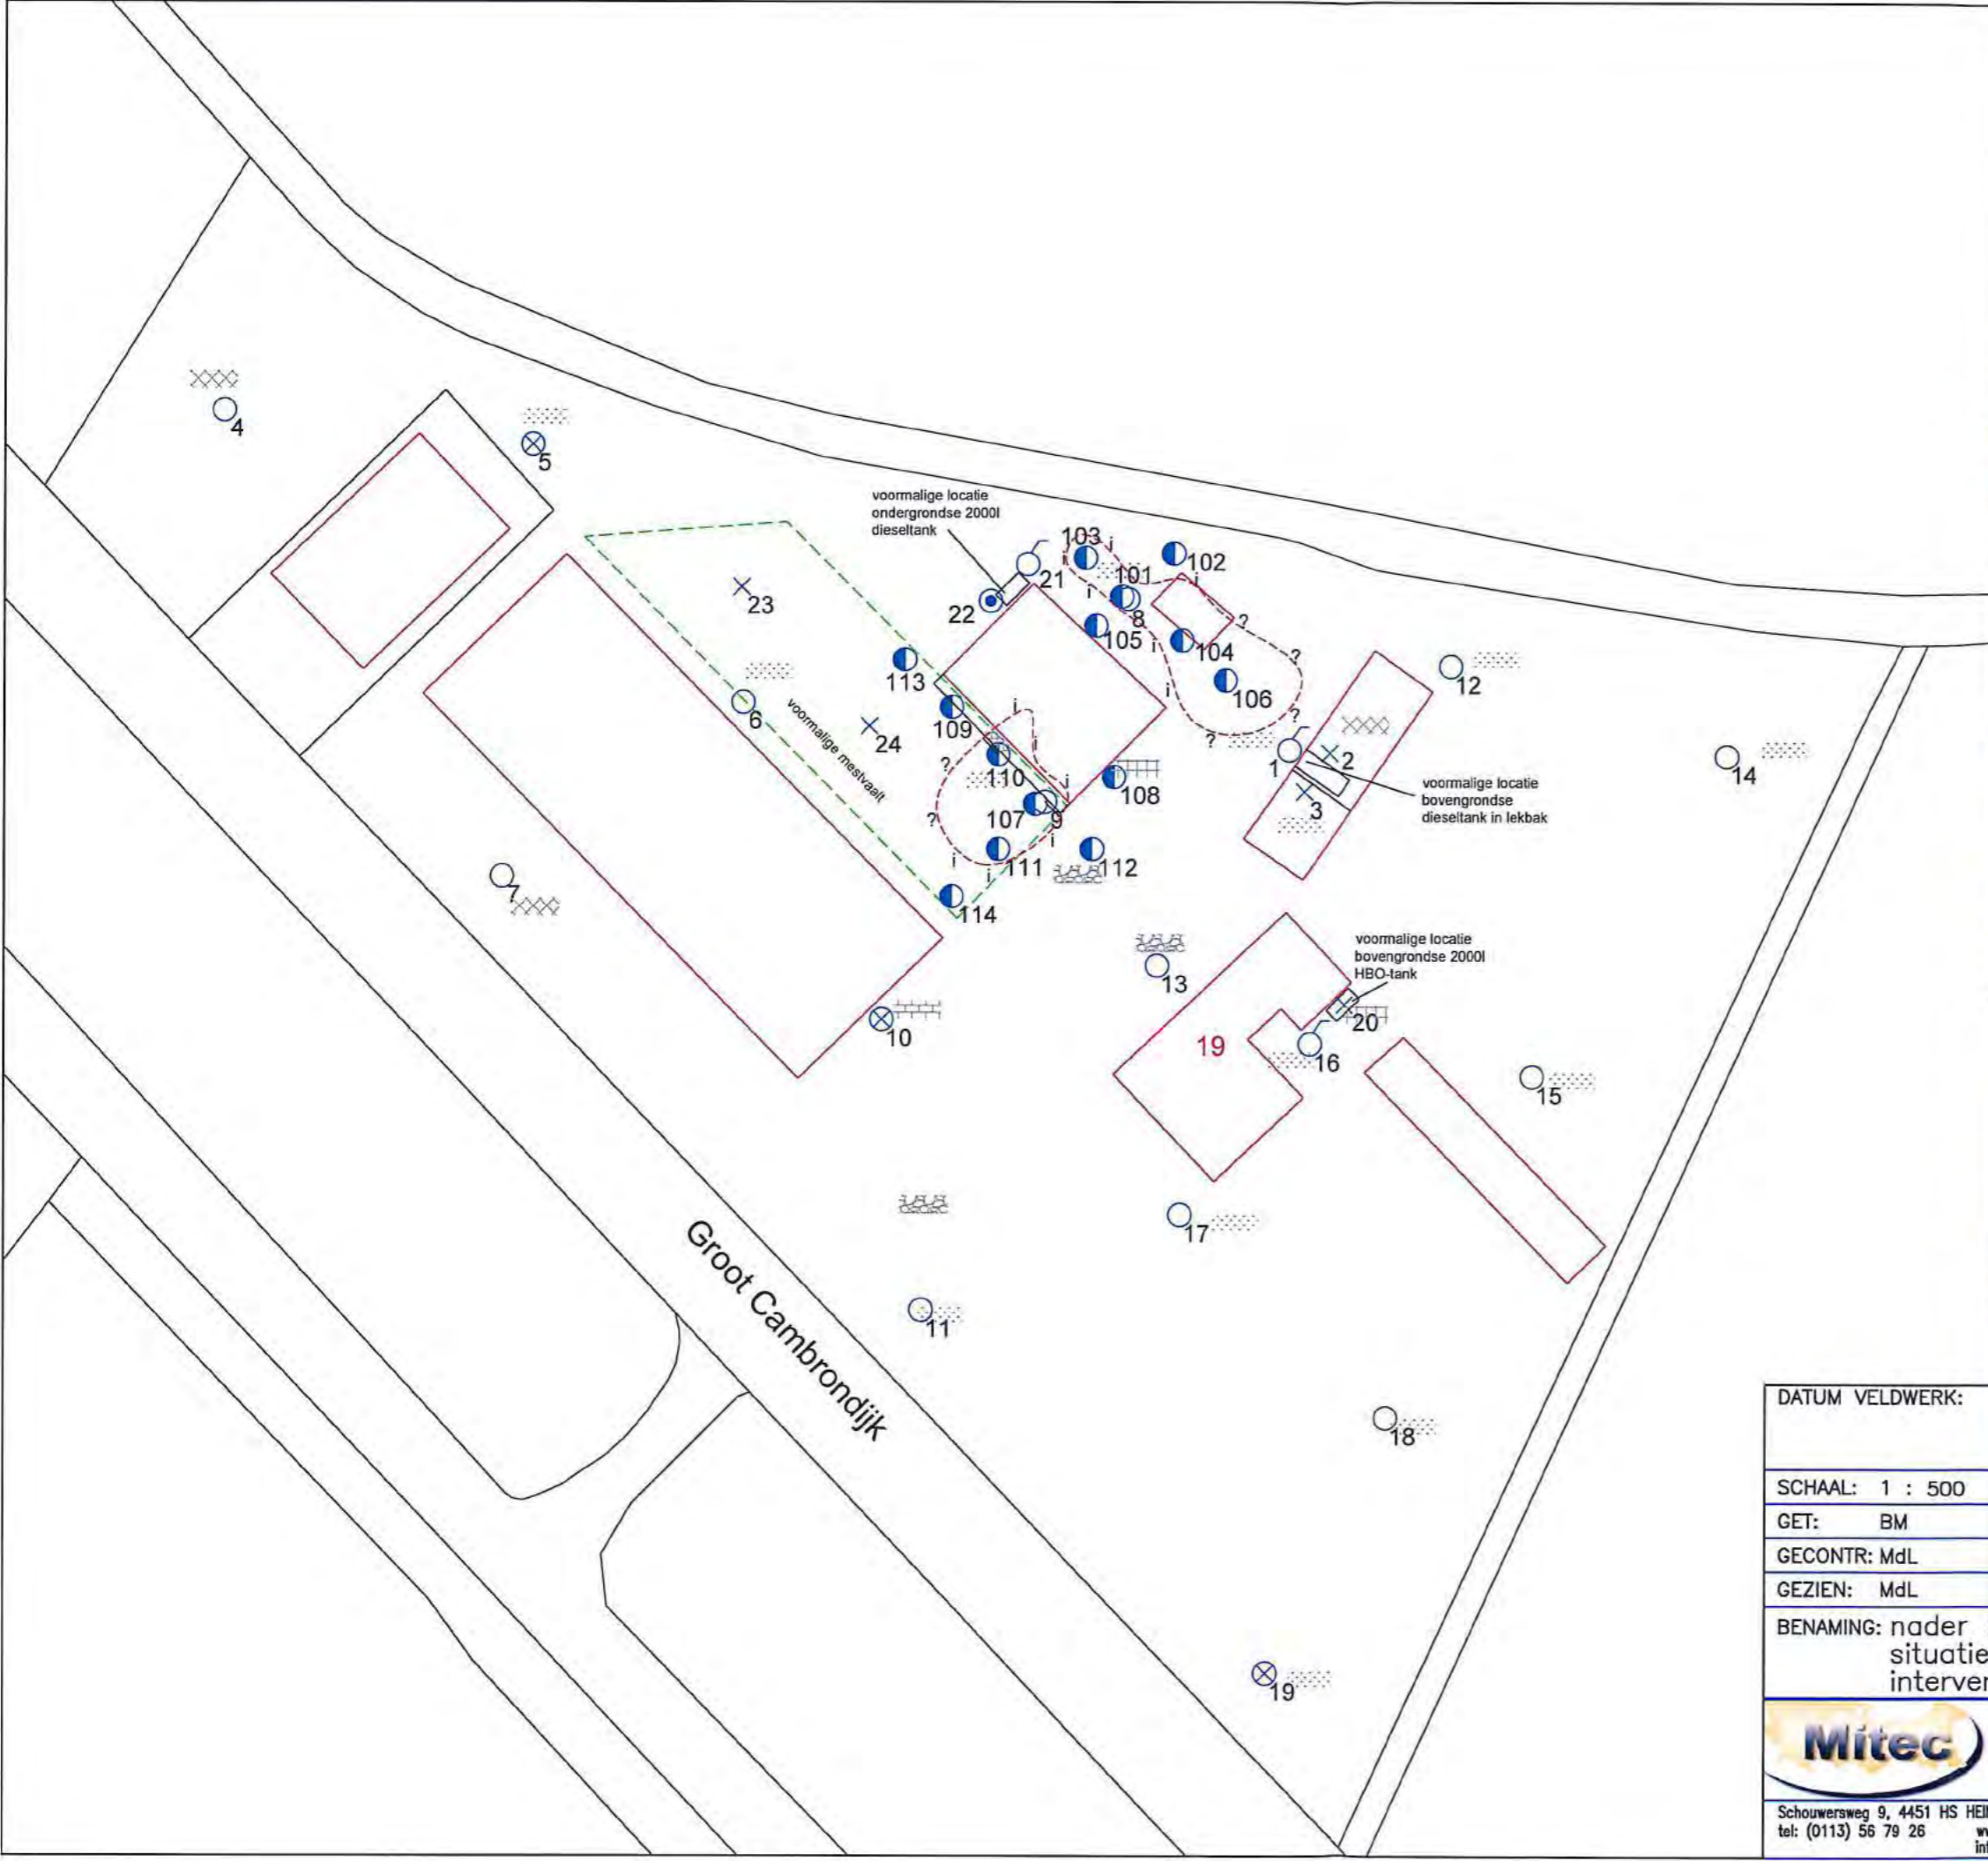 4
5
voormalige locatie
ondergrondse 2000l
dieseltank
103
i
102
101
i
21
i
23
22
8
?
105
104
i
?
12
113
106
i
6
voormalige mestvaalt
109
i
?
24
?
i
1
2
?
110
i
108
3
voormalige locatie
bovengrondse
dieseltank in lekbak
14
?
107
9
i
i
111
112
i
7
114
voormalige locatie
bovengrondse 2000l
HBO-tank
13
10
20
19
16
15
17
Groot Cambrondijk
11
18
19
DATUM VELDWERK:
SCHAAL: 1 : 500
GET: BM
GECONTR: MdL
GEZIEN: MdL
BENAMING: nader
situatie
Mitec
Schouwersweg 9, 4451 HS
tel: (0113) 56 79 26